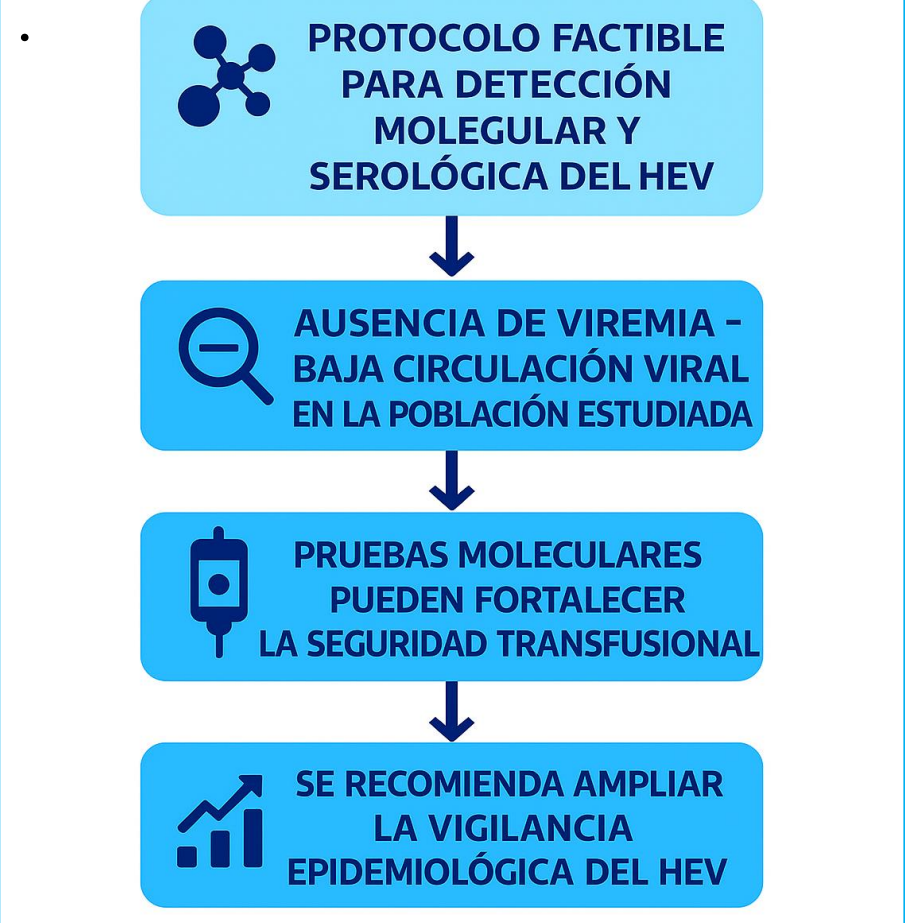 PROTOCOLO FACTIBLE
PARA DETECCIÓN
MOLEGULAR Y
SEROLÓGICA DEL HEV
AUSENCIA DE VIREMIA -
BAJA CIRCULACIÓN VIRAL
EN LA POBLACIÓN ESTUDIADA
PRUEBAS MOLECULARES
PUEDEN FORTALECER
LA SEGURIDAD TRANSFUSIONAL
SE RECOMIENDA AMPLIAR
LA VIGILANCIA
EPIDEMIOLÓGICA DEL HEV